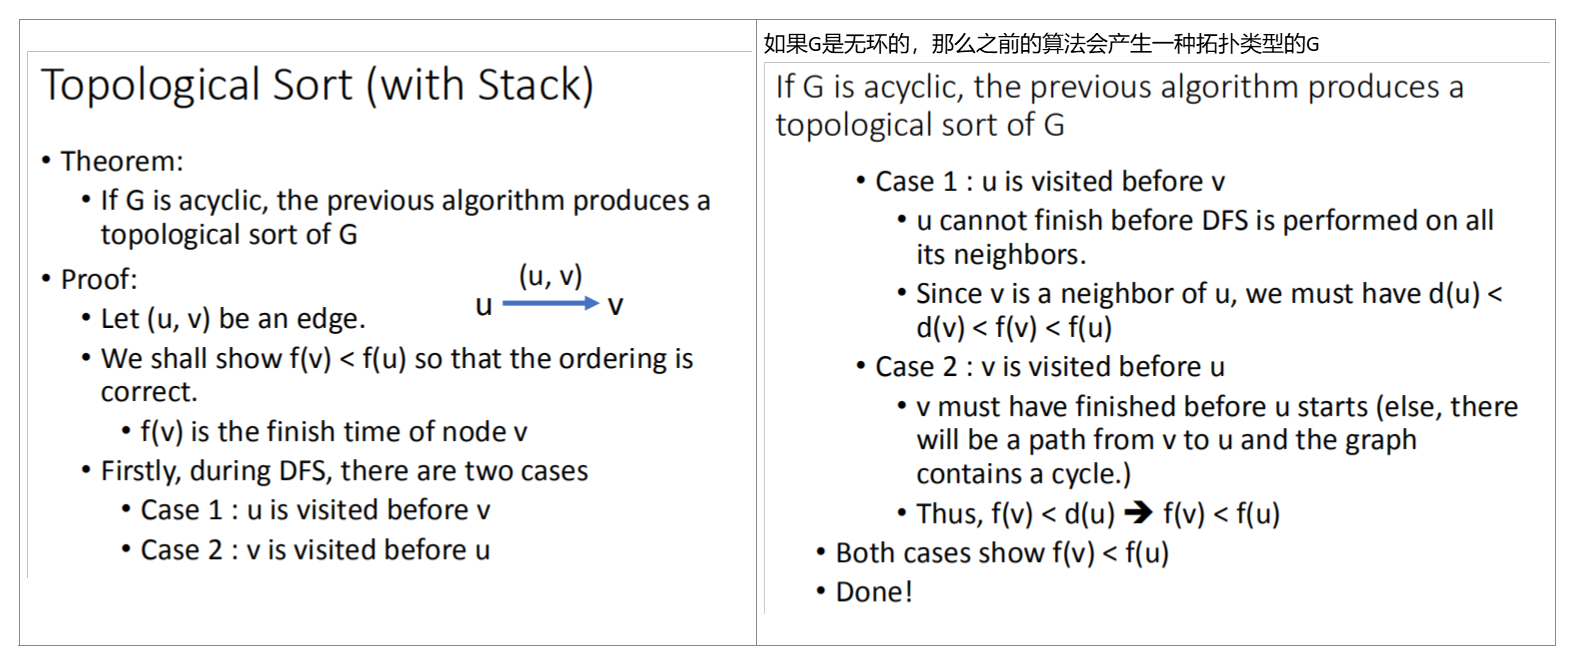 Topological Sort (with Stack)
• Theorem:
• If G is acyclic, the previous algorithm produces a
topological sort of G
• Proof:
(u, v)
u v
• Let (u, v) be an edge.
• We shall show f(v) < f(u) so that the ordering is
correct.
• f(v) is the finish time of node v
• Firstly, during DFS, there are two cases
• Case 1 : u is visited before v
• Case 2 : v is visited before u
如果G是无环的，那么之前的算法会产生一种拓扑类型的G
If G is acyclic, the previous algorithm produces a
topological sort of G
• Case 1 : u is visited before v
• u cannot finish before DFS is performed on all
its neighbors.
• Since v is a neighbor of u, we must have d(u) <
d(v) < f(v) < f(u)
• Case 2 : v is visited before u
• v must have finished before u starts (else, there
will be a path from v to u and the graph
contains a cycle.)
• Thus, f(v) < d(u) ➔ f(v) < f(u)
• Both cases show f(v) < f(u)
• Done!